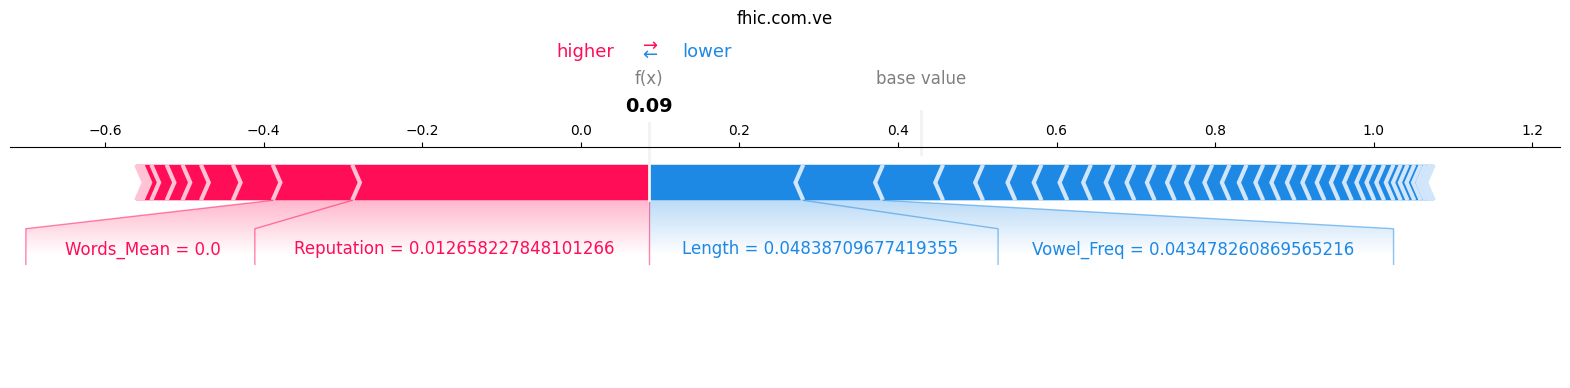 fhic.com.ve
higher → ← lower
f(x) base value
0.09
−0.6 −0.4 −0.2 0.0 0.2 0.4 0.6 0.8 1.0 1.2
Words_Mean = 0.0 Reputation = 0.012658227848101266 Length = 0.04838709677419355 Vowel_Freq = 0.043478260869565216